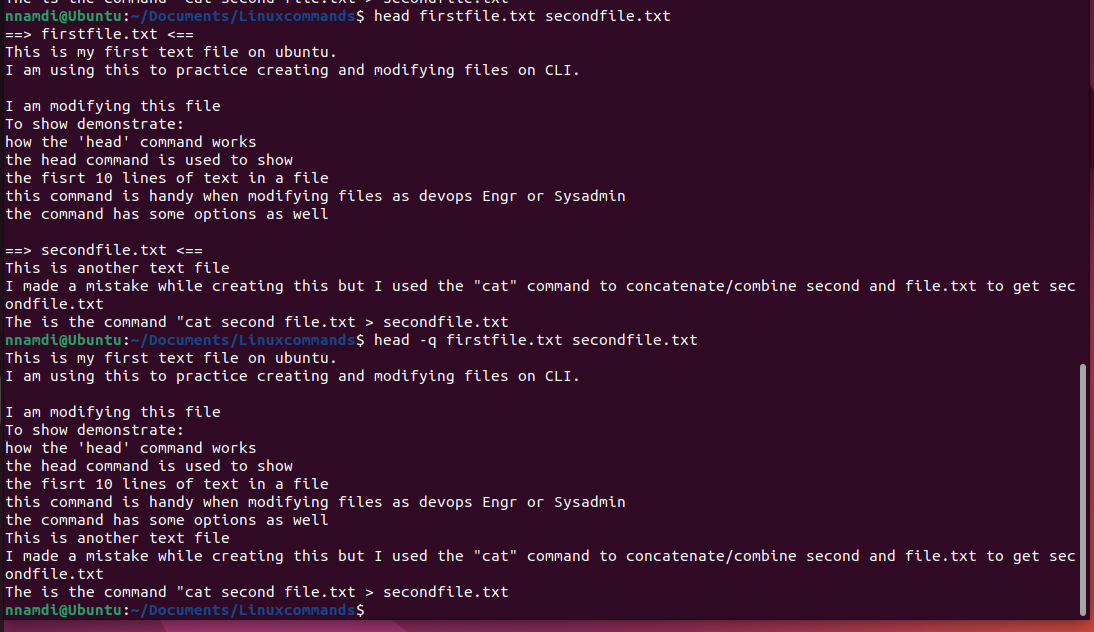 The is the command "cat second file.txt > secondfile.txt
nnamdi@Ubuntu:~/Documents/Linuxcommands$ head firstfile.txt secondfile.txt
==> firstfile.txt <==
This is my first text file on ubuntu.
I am using this to practice creating and modifying files on CLI.

I am modifying this file
To show demonstrate:
how the 'head' command works
the head command is used to show
the fisrt 10 lines of text in a file
this command is handy when modifying files as devops Engr or Sysadmin
the command has some options as well

==> secondfile.txt <==
This is another text file
I made a mistake while creating this but I used the "cat" command to concatenate/combine second and file.txt to get sec
ondfile.txt
The is the command "cat second file.txt > secondfile.txt
nnamdi@Ubuntu:~/Documents/Linuxcommands$ head -q firstfile.txt secondfile.txt
This is my first text file on ubuntu.
I am using this to practice creating and modifying files on CLI.

I am modifying this file
To show demonstrate:
how the 'head' command works
the head command is used to show
the fisrt 10 lines of text in a file
this command is handy when modifying files as devops Engr or Sysadmin
the command has some options as well
This is another text file
I made a mistake while creating this but I used the "cat" command to concatenate/combine second and file.txt to get sec
ondfile.txt
The is the command "cat second file.txt > secondfile.txt
nnamdi@Ubuntu:~/Documents/Linuxcommands$